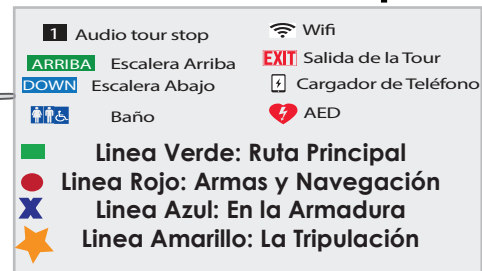 1 Audio tour stop
Wifi
ARRIBA Escalera Arriba
EXIT Salida de la Tour
DOWN Escalera Abajo
Cargador de Teléfono
Baño
AED
Linea Verde: Ruta Principal
Linea Rojo: Armas y Navegación
Linea Azul: En la Armadura
Linea Amarillo: La Tripulación